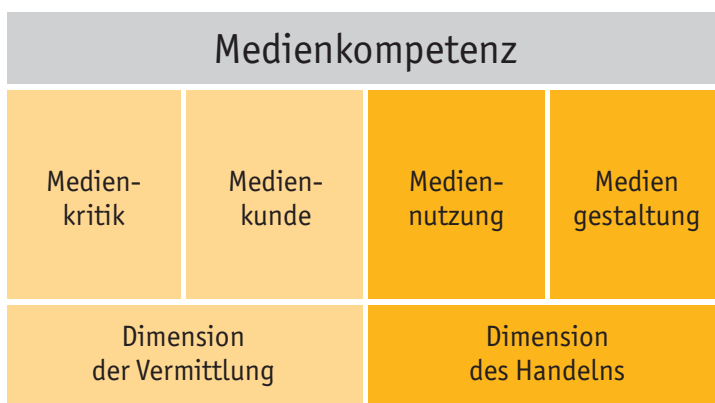 Medienkompetenz
Medien-
kritik
Medien-
kunde
Medien-
nutzung
Medien
gestaltung
Dimension
der Vermittlung
Dimension
des Handelns